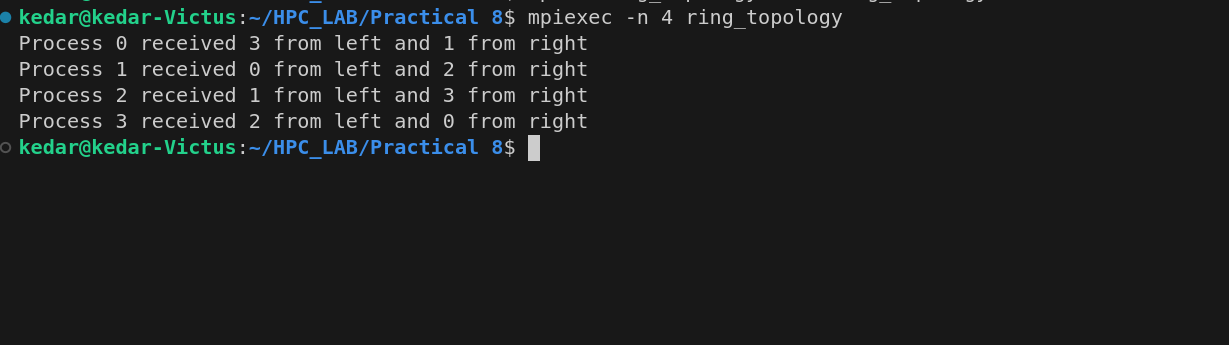 kedar@kedar-Victus:~/HPC_LAB/Practical 8$ mpiexec -n 4 ring_topology
Process 0 received 3 from left and 1 from right
Process 1 received 0 from left and 2 from right
Process 2 received 1 from left and 3 from right
Process 3 received 2 from left and 0 from right
kedar@kedar-Victus:~/HPC_LAB/Practical 8$